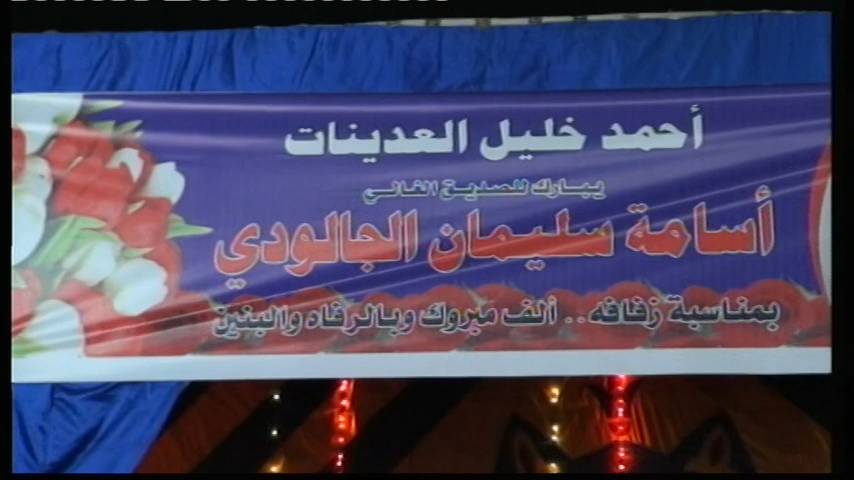 أحمد خليل العدينات
يبارك للصديق الغالي
أسامة سليمان الجالودي
بمناسبة زفافه .. ألف مبروك وبالرفاه والبنين